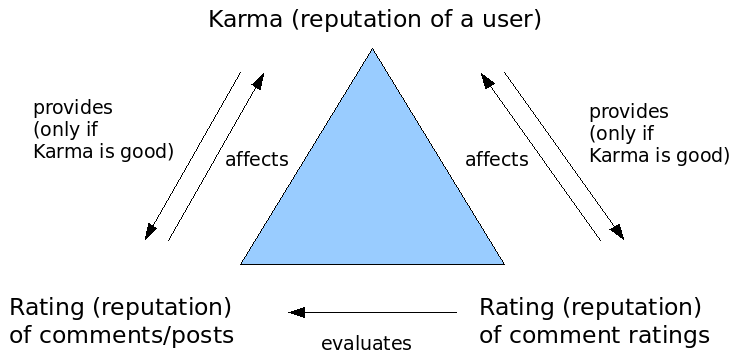 Karma (reputation of a user)
provides
(only if
Karma is good)
affects
affects
provides
(only if
Karma is good)
Rating (reputation)
of comments/posts
evaluates
Rating (reputation)
of comment ratings